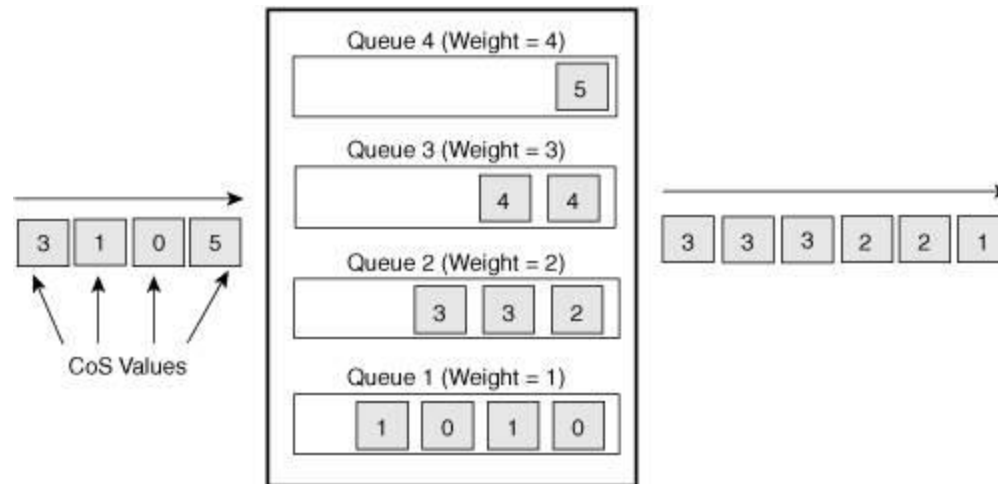 Queue 4 (Weight = 4)
5
Queue 3 (Weight = 3)
4 4
3 1 0 5
3 3 3 2 2 1
Queue 2 (Weight = 2)
3 3 2
CoS Values
Queue 1 (Weight = 1)
1 0 1 0